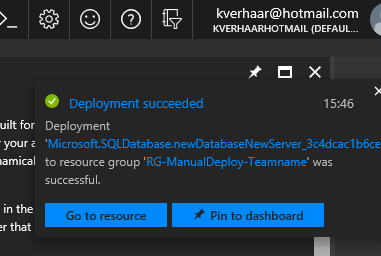 kverhaar@hotmail.com
KVERHAARHOTMAIL (DEFAUL...
Deployment succeeded 15:46
uilt for
Deployment
your a
'Microsoft.SQLDatabase.newDatabaseNewServer_3c4dcac1b6ce
namical
to resource group 'RG-ManualDeploy-Teamname' was
successful.
in the
Go to resource
Pin to dashboard
er that